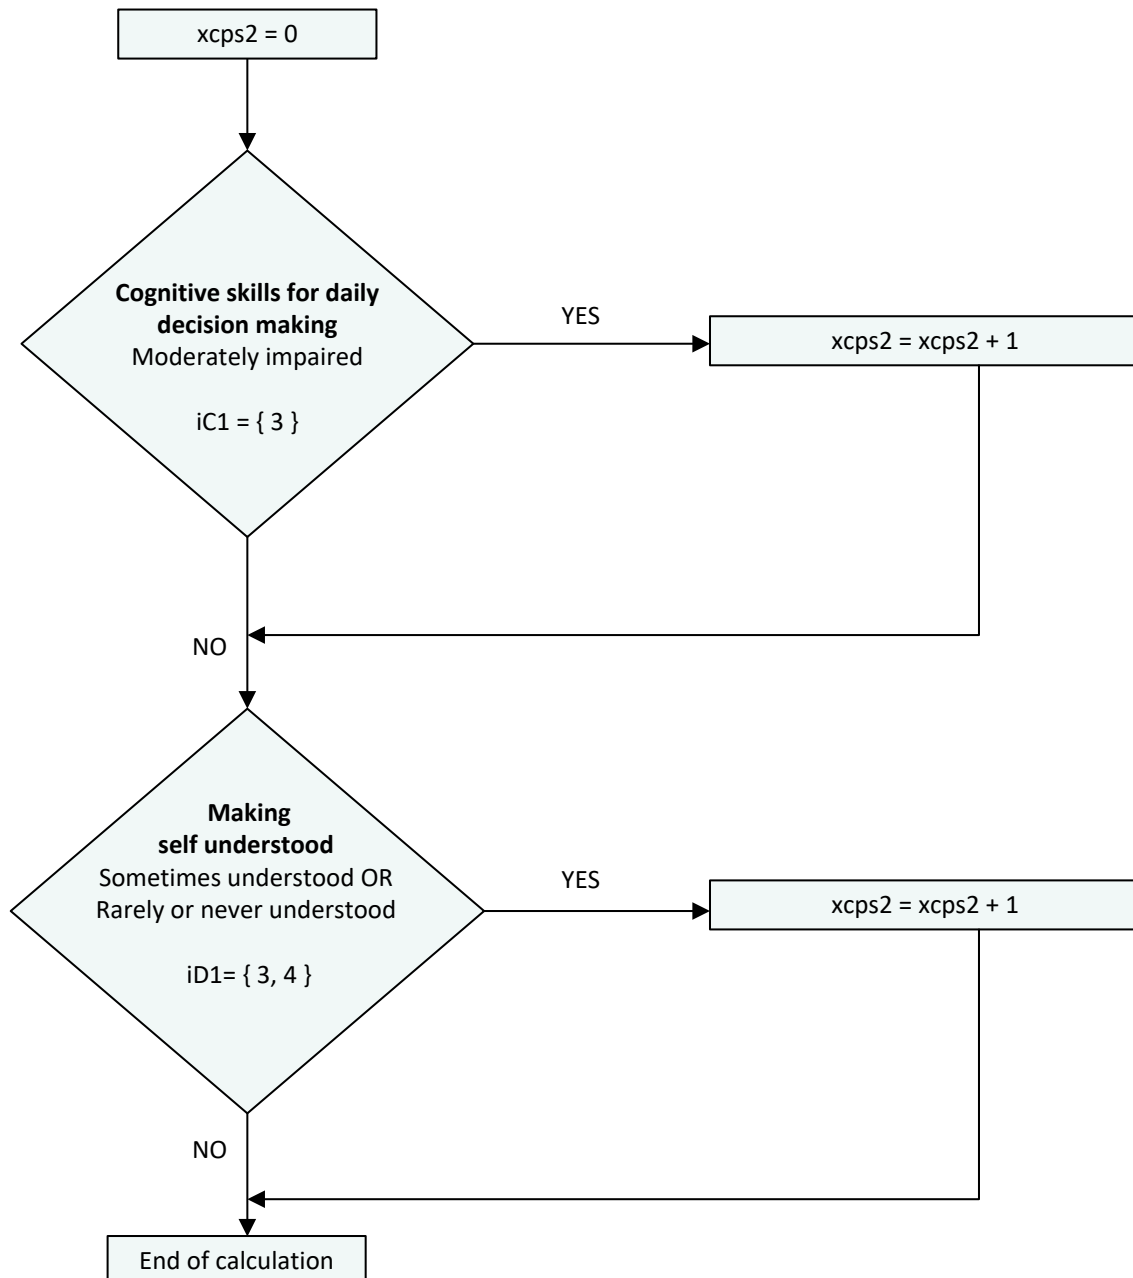 xcps2 = 0
Cognitive skills for daily
decision making
Moderately impaired
iC1 = { 3 }
YES
xcps2 = xcps2 + 1
NO
Making
self understood
Sometimes understood OR
Rarely or never understood
iD1= { 3, 4 }
YES
xcps2 = xcps2 + 1
NO
End of calculation